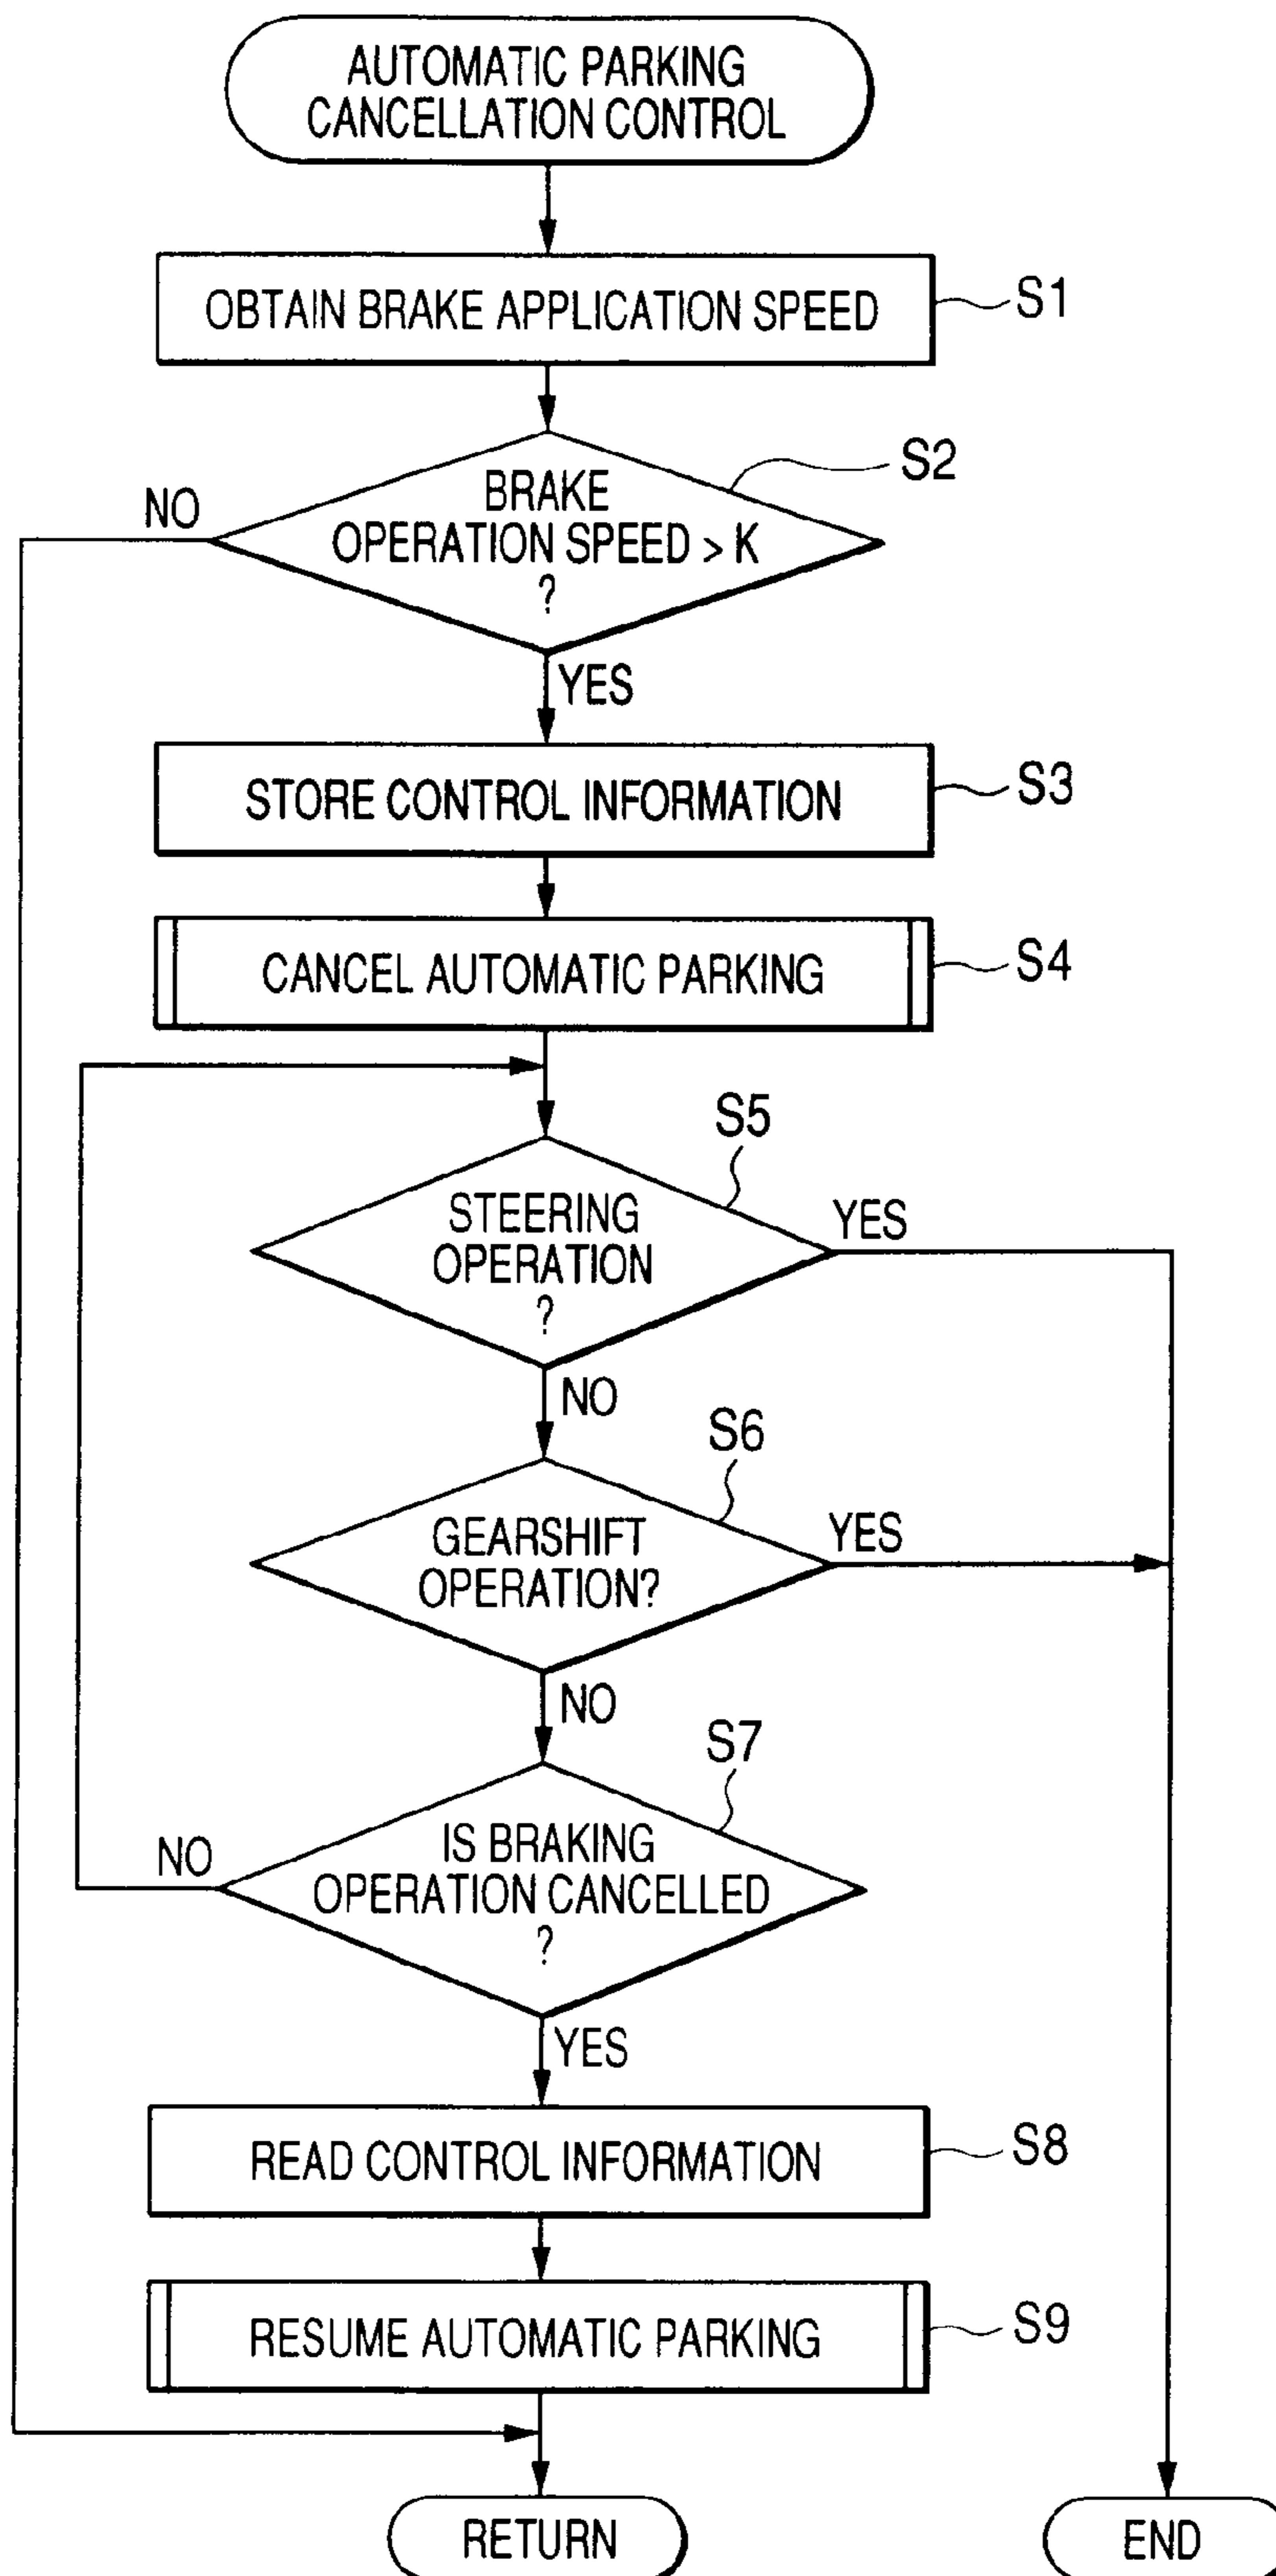 AUTOMATIC PARKING
CANCELLATION CONTROL
OBTAIN BRAKE APPLICATION SPEED
S1
S2
NO
BRAKE
OPERATION SPEED > K
?
YES
STORE CONTROL INFORMATION
S3
CANCEL AUTOMATIC PARKING
S4
S5
STEERING
OPERATION
?
YES
NO
S6
GEARSHIFT
OPERATION?
YES
NO
S7
IS BRAKING
OPERATION CANCELLED
?
NO
YES
READ CONTROL INFORMATION
S8
RESUME AUTOMATIC PARKING
S9
RETURN
END